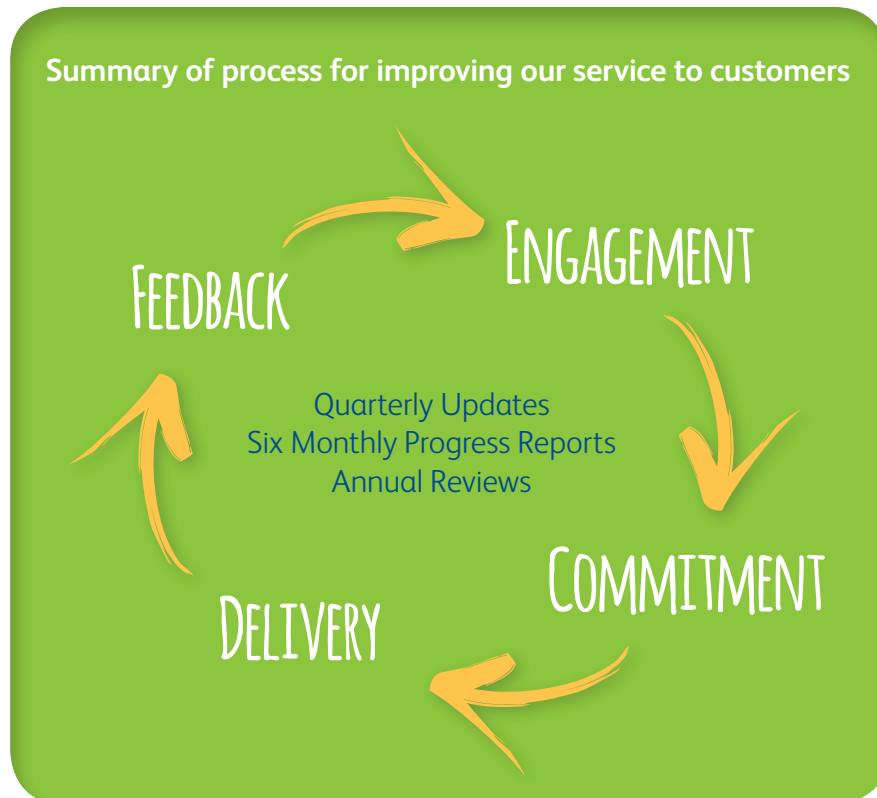 Summary of process for improving our service to customers
FEEDBACK
ENGAGEMENT
Quarterly Updates
Six Monthly Progress Reports
Annual Reviews
COMMITMENT
DELIVERY